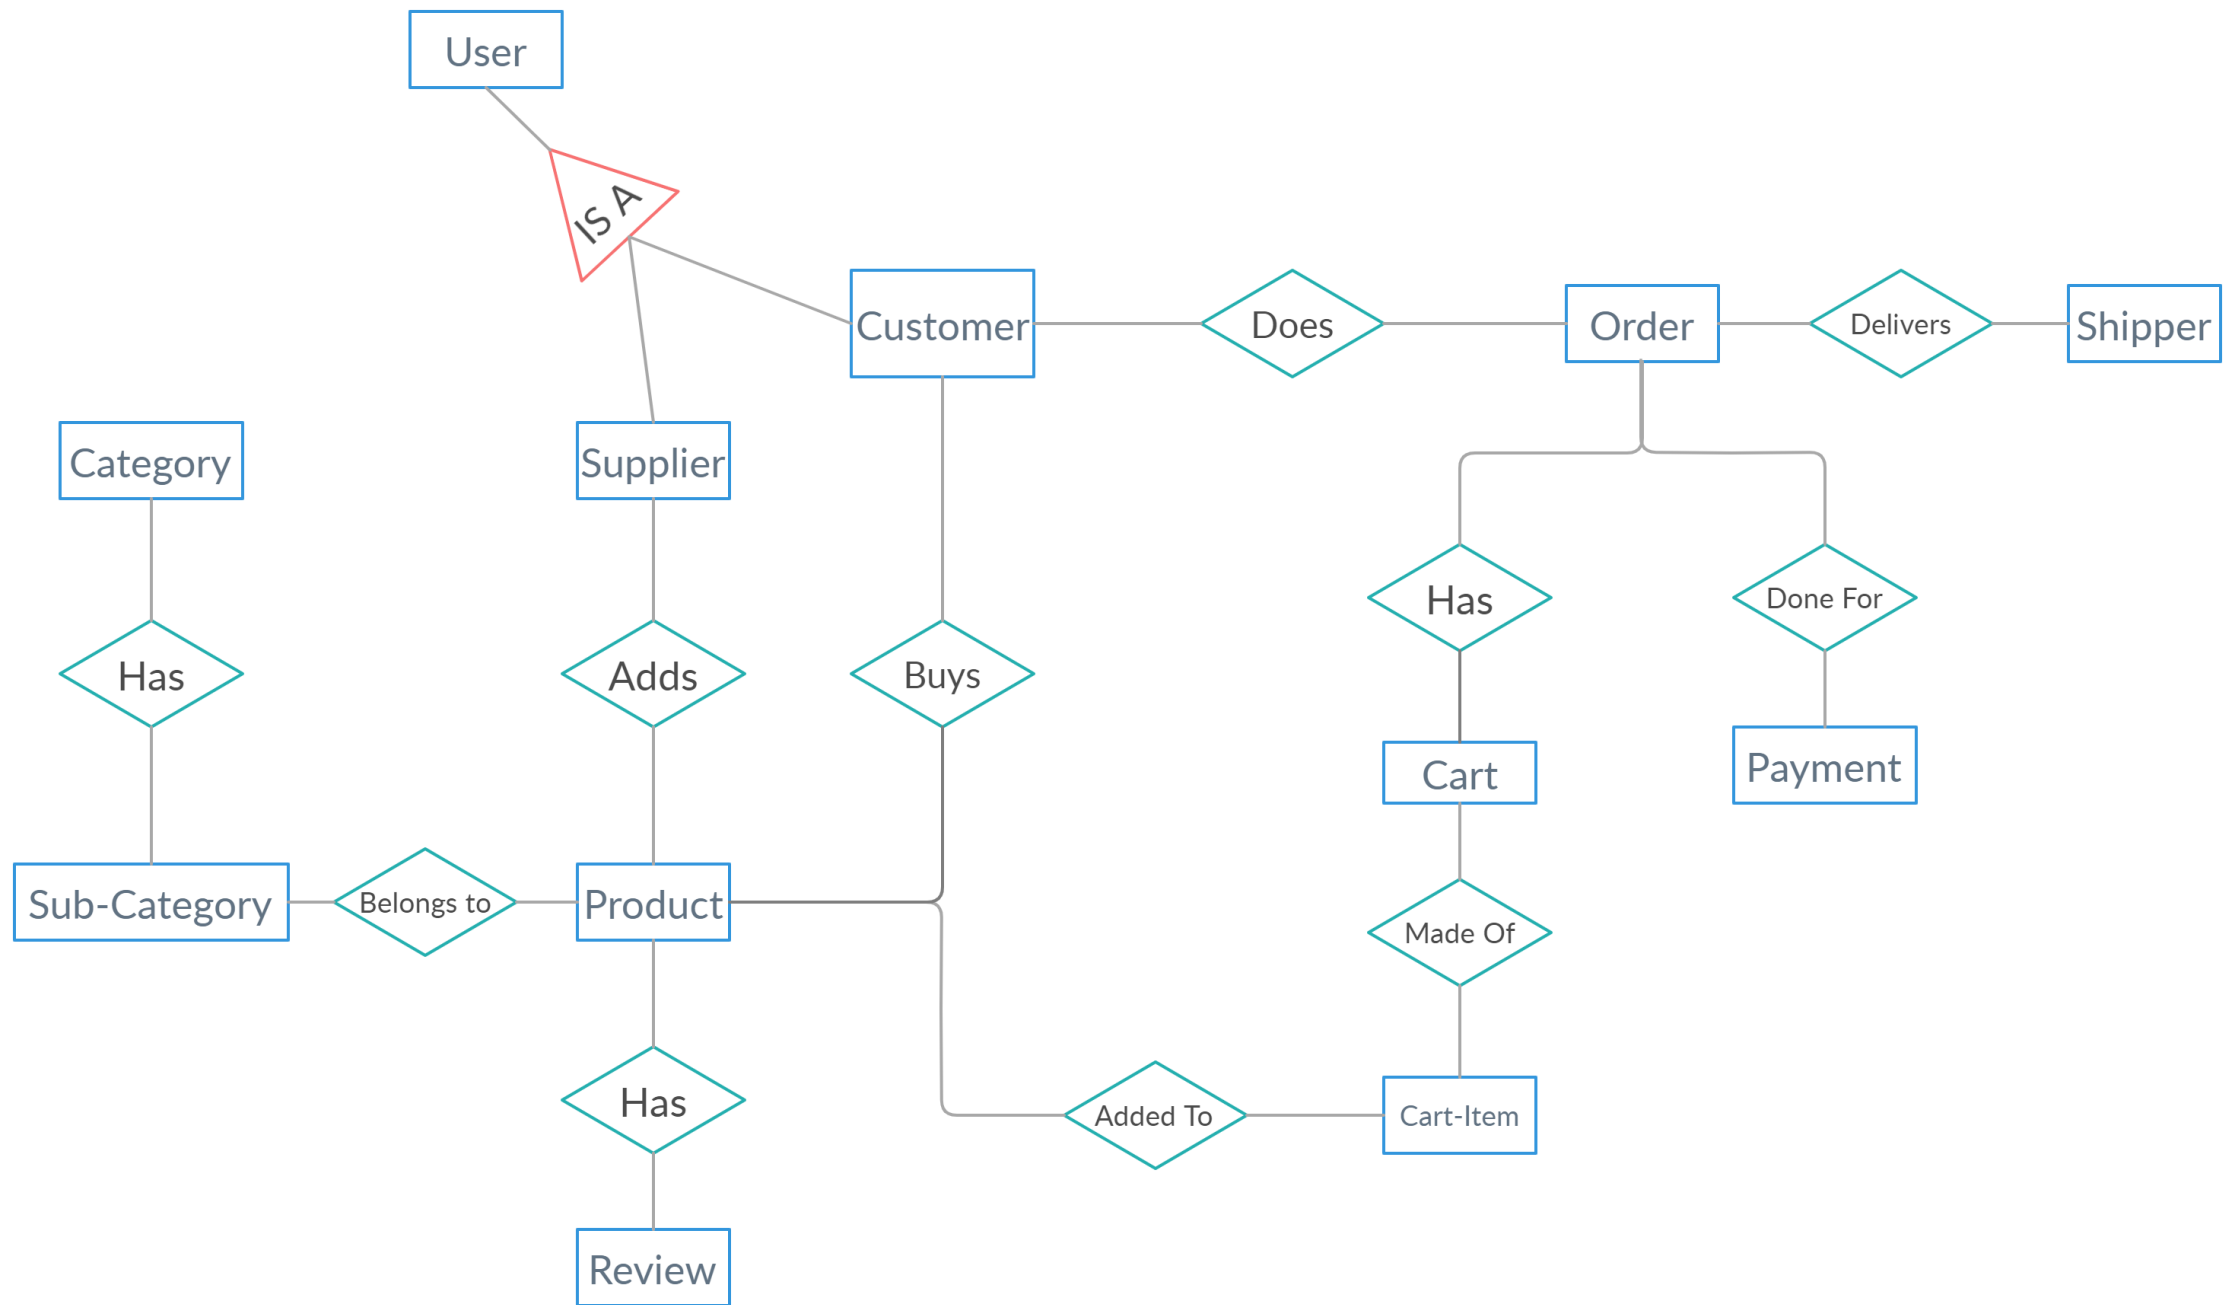 User
IS A
Customer
Does
Order
Delivers
Shipper
Category
Supplier
Has
Done For
Has
Adds
Buys
Cart
Payment
Sub-Category
Belongs to
Product
Made Of
Has
Added To
Cart-Item
Review